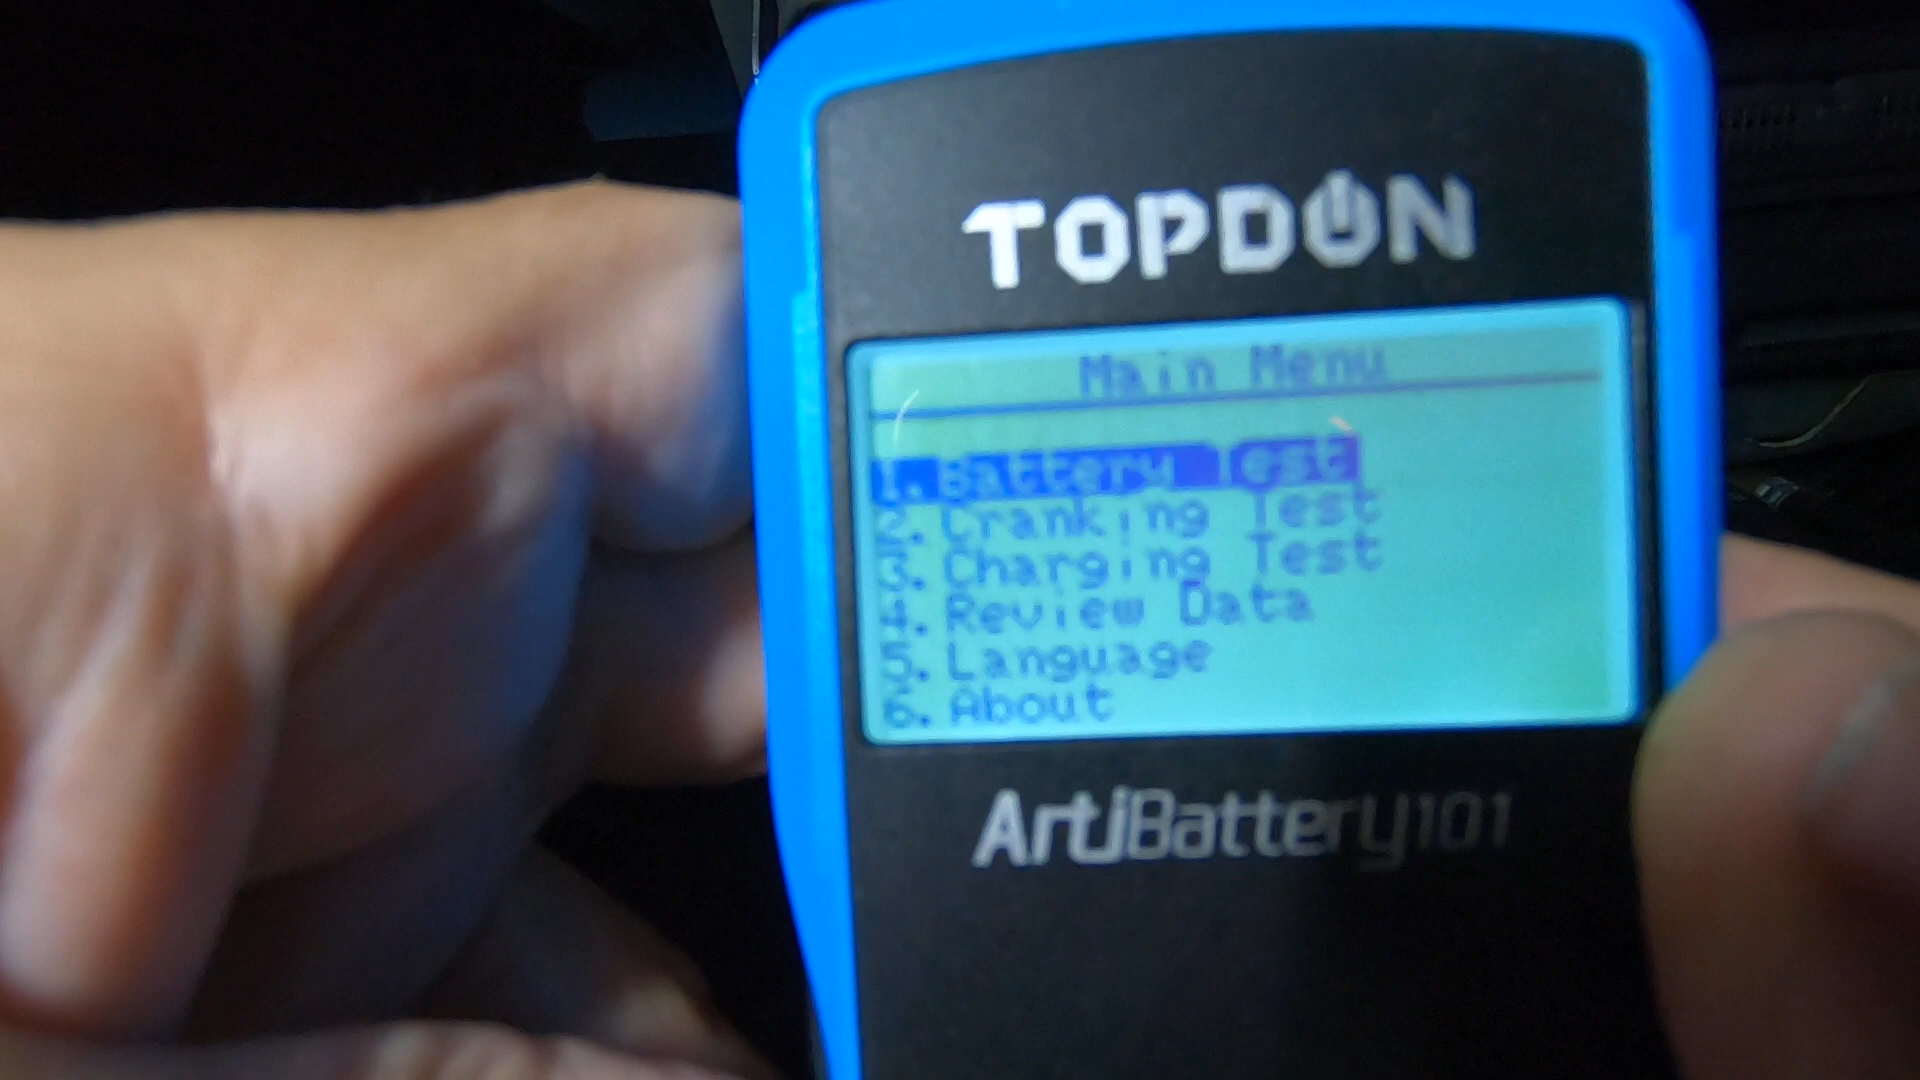 TOPDON
Main Menu
1. Battery Test
2. Cranking Test
3. Charging Test
4. Review Data
5. Language
6. About
ArtiBattery101